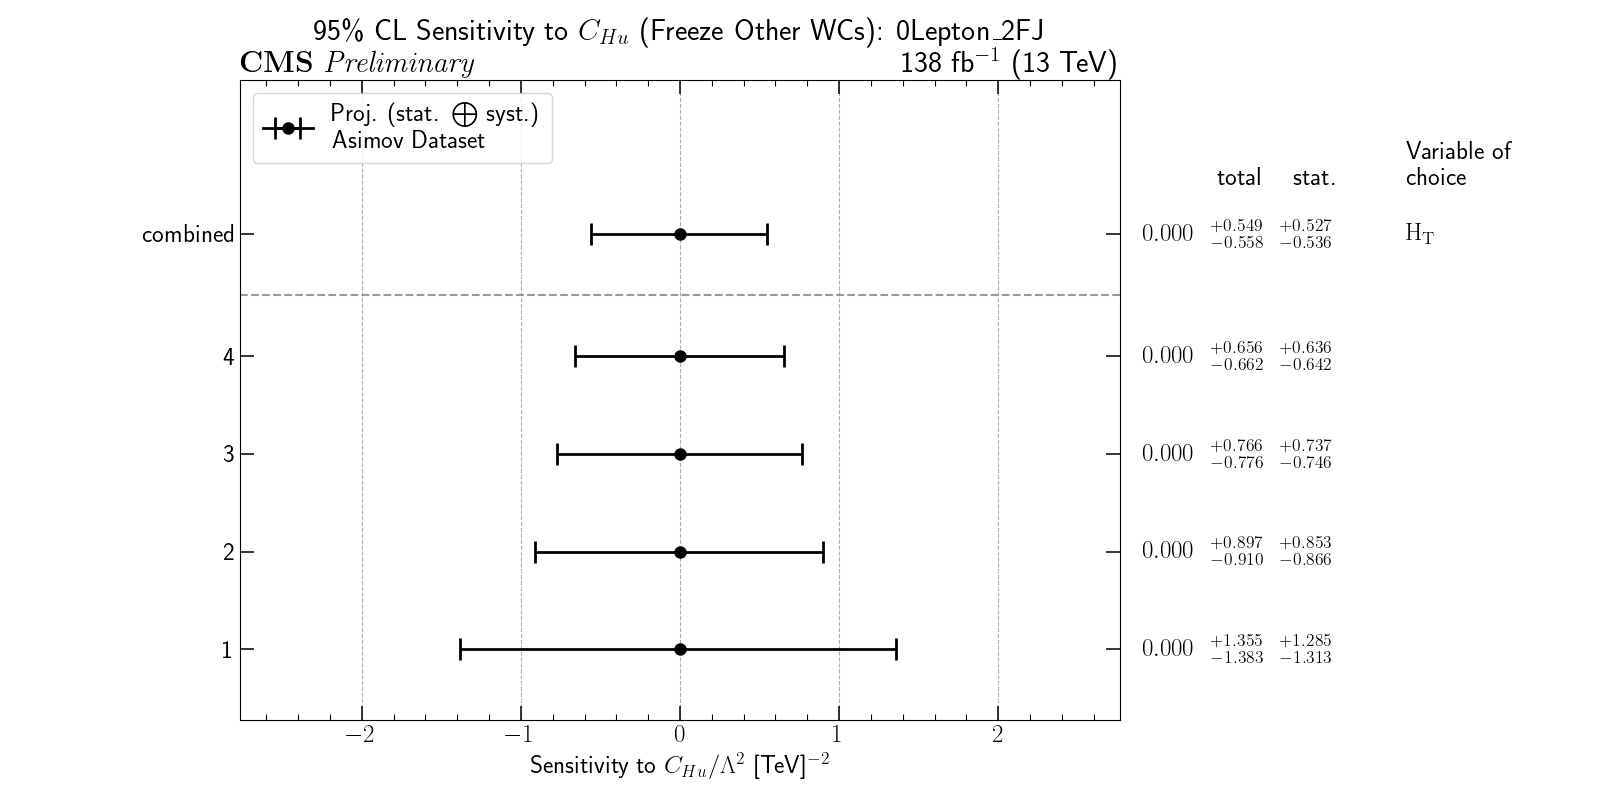 95% CL Sensitivity to C_{Hu} (Freeze Other WCs): 0Lepton_2FJ
CMS Preliminary 138 fb^{−1} (13 TeV)
Proj. (stat. ⨁ syst.)
Asimov Dataset
Variable of
total stat. choice
combined 0.000 +0.549 −0.558 +0.527 −0.536 H_T
4 0.000 +0.656 −0.662 +0.636 −0.642
3 0.000 +0.766 −0.776 +0.737 −0.746
2 0.000 +0.897 −0.910 +0.853 −0.866
1 0.000 +1.355 −1.383 +1.285 −1.313
−2 −1 0 1 2
Sensitivity to C_{Hu}/Λ^2 [TeV]^{−2}